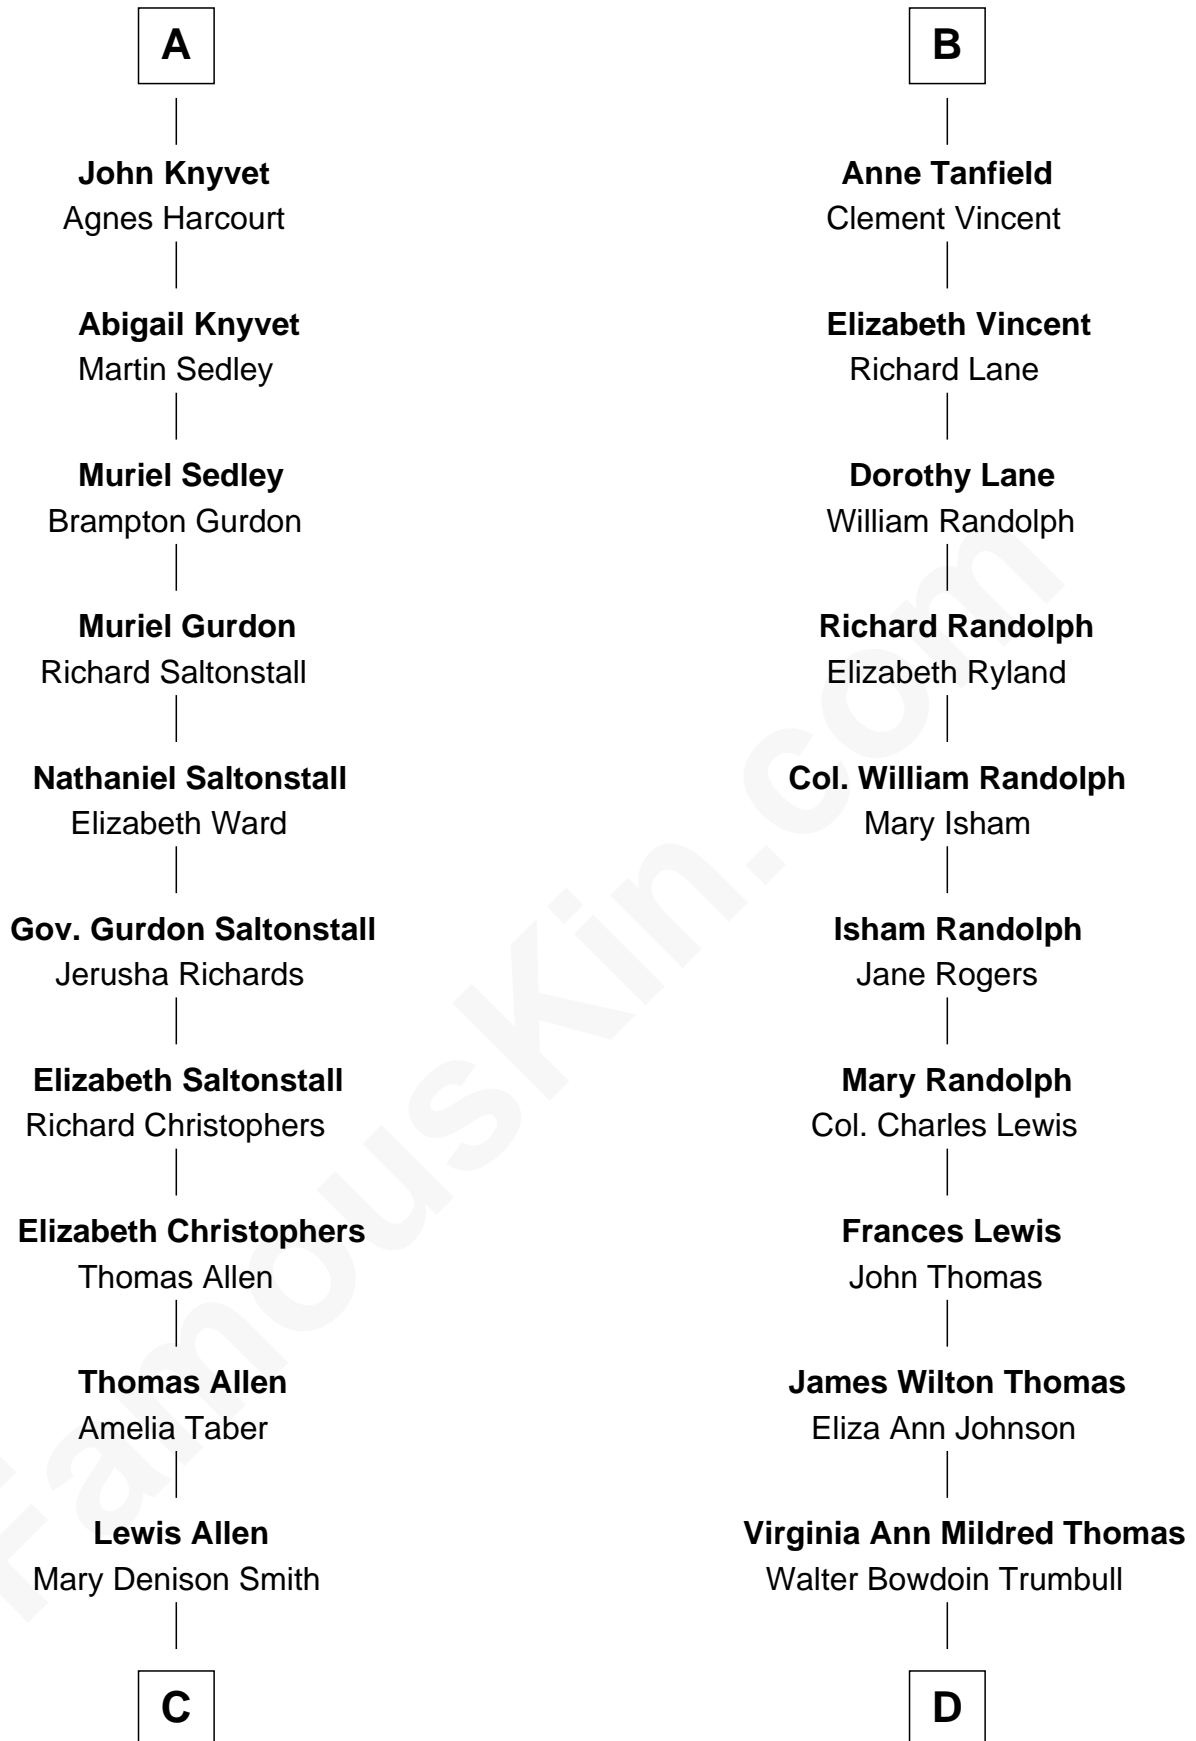 A
John Knyvet
Agnes Harcourt
Abigail Knyvet
Martin Sedley
Muriel Sedley
Brampton Gurdon
Muriel Gurdon
Richard Saltonstall
Nathaniel Saltonstall
Elizabeth Ward
Gov. Gurdon Saltonstall
Jerusha Richards
Elizabeth Saltonstall
Richard Christophers
Elizabeth Christophers
Thomas Allen
Thomas Allen
Amelia Taber
Lewis Allen
Mary Denison Smith
C
B
Anne Tanfield
Clement Vincent
Elizabeth Vincent
Richard Lane
Dorothy Lane
William Randolph
Richard Randolph
Elizabeth Ryland
Col. William Randolph
Mary Isham
Isham Randolph
Jane Rogers
Mary Randolph
Col. Charles Lewis
Frances Lewis
John Thomas
James Wilton Thomas
Eliza Ann Johnson
Virginia Ann Mildred Thomas
Walter Bowdoin Trumbull
D
FamousKin.com